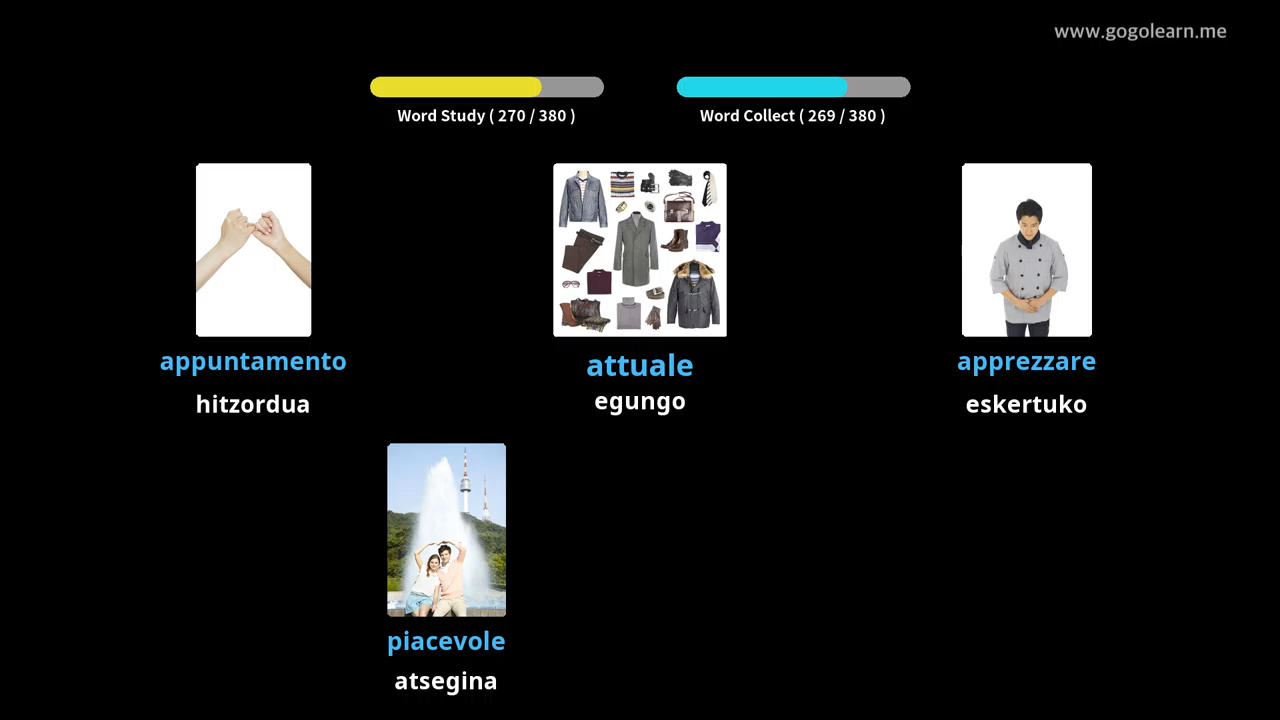 www.gogolearn.me
Word Study ( 270 / 380 )
Word Collect ( 269 / 380 )
appuntamento
hitzordua
attuale
egungo
apprezzare
eskertuko
piacevole
atsegina